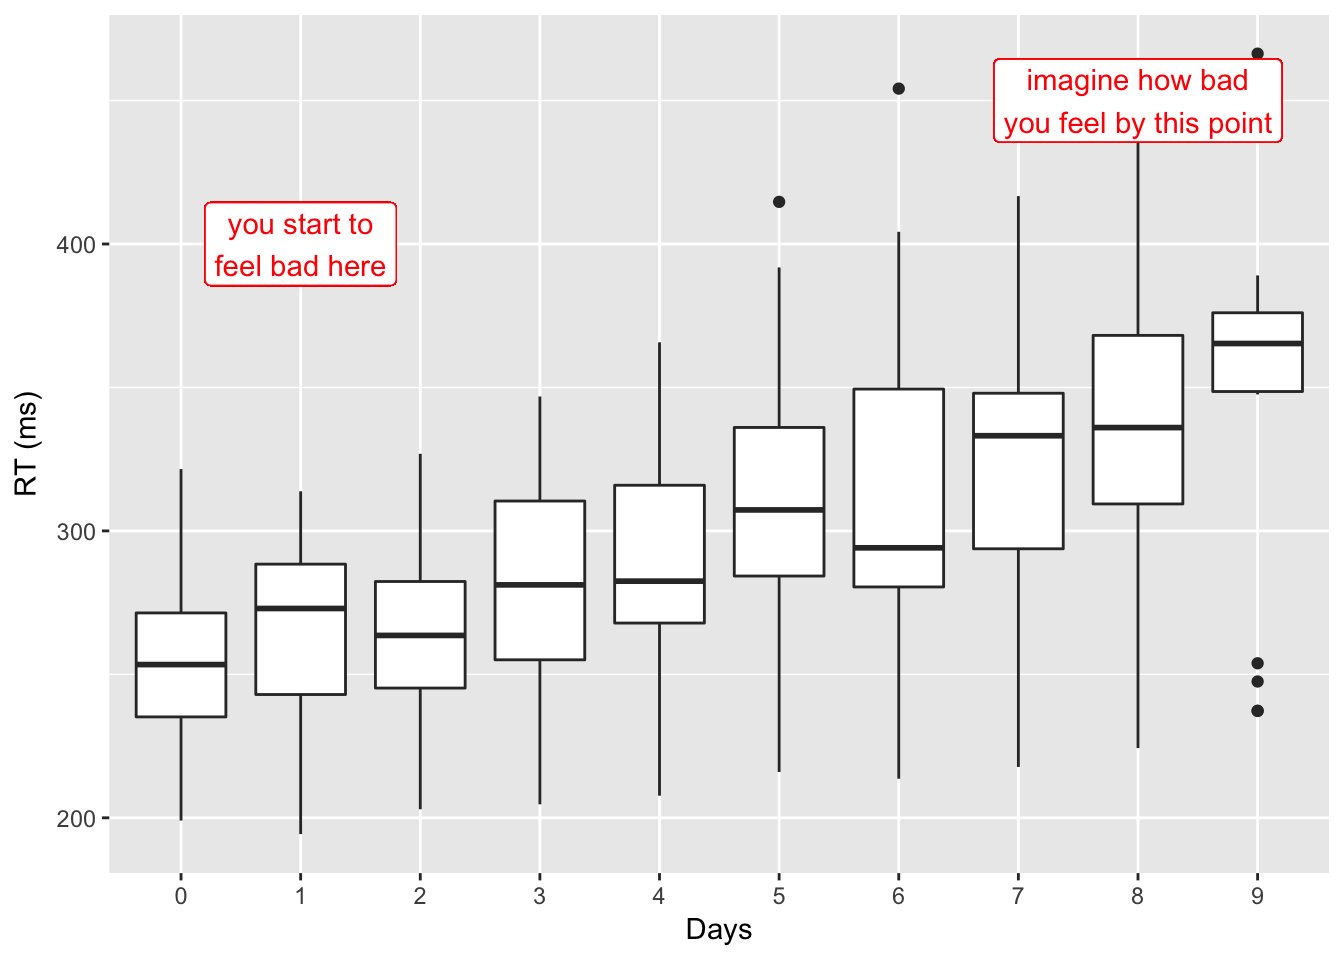 imagine how bad
you feel by this point
you start to
feel bad here
400
300
200
RT (ms)
0 1 2 3 4 5 6 7 8 9
Days